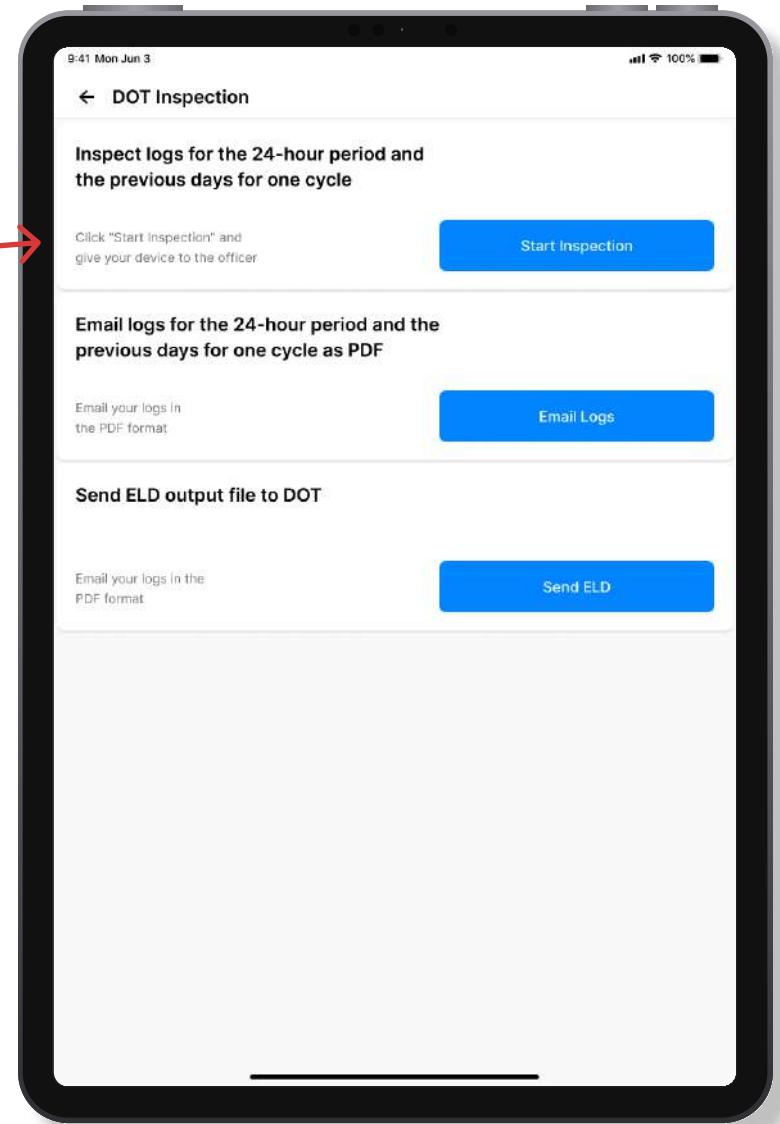 9:41 Mon Jun 3
100%
DOT Inspection
Inspect logs for the 24-hour period and
the previous days for one cycle
Click "Start Inspection" and
give your device to the officer
Start Inspection
Email logs for the 24-hour period and the
previous days for one cycle as PDF
Email your logs in
the PDF format
Email Logs
Send ELD output file to DOT
Email your logs in the
PDF format
Send ELD